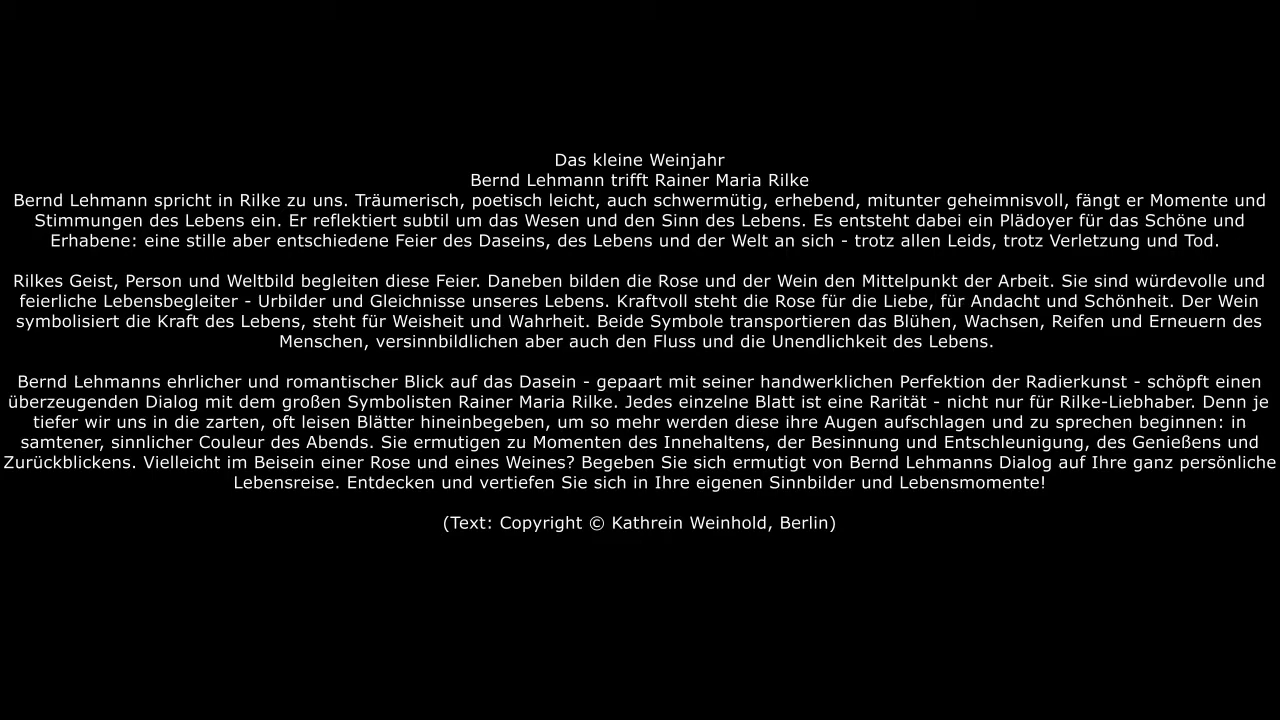 Das kleine Weinjahr
Bernd Lehmann trifft Rainer Maria Rilke
Bernd Lehmann spricht in Rilke zu uns. Träumerisch, poetisch leicht, auch schwermütig, erhebend, mitunter geheimnisvoll, fängt er Momente und
Stimmungen des Lebens ein. Er reflektiert subtil um das Wesen und den Sinn des Lebens. Es entsteht dabei ein Plädoyer für das Schöne und
Erhabene: eine stille aber entschiedene Feier des Daseins, des Lebens und der Welt an sich - trotz allen Leids, trotz Verletzung und Tod.

Rilkes Geist, Person und Weltbild begleiten diese Feier. Daneben bilden die Rose und der Wein den Mittelpunkt der Arbeit. Sie sind würdevolle und
feierliche Lebensbegleiter - Urbilder und Gleichnisse unseres Lebens. Kraftvoll steht die Rose für die Liebe, für Andacht und Schönheit. Der Wein
symbolisiert die Kraft des Lebens, steht für Weisheit und Wahrheit. Beide Symbole transportieren das Blühen, Wachsen, Reifen und Erneuern des
Menschen, versinnbildlichen aber auch den Fluss und die Unendlichkeit des Lebens.

Bernd Lehmanns ehrlicher und romantischer Blick auf das Dasein - gepaart mit seiner handwerklichen Perfektion der Radierkunst - schöpft einen
überzeugenden Dialog mit dem großen Symbolisten Rainer Maria Rilke. Jedes einzelne Blatt ist eine Rarität - nicht nur für Rilke-Liebhaber. Denn je
tiefer wir uns in die zarten, oft leisen Blätter hineinbegeben, um so mehr werden diese ihre Augen aufschlagen und zu sprechen beginnen: in
samtener, sinnlicher Couleur des Abends. Sie ermutigen zu Momenten des Innehaltens, der Besinnung und Entschleunigung, des Genießens und
Zurückblickens. Vielleicht im Beisein einer Rose und eines Weines? Begeben Sie sich ermutigt von Bernd Lehmanns Dialog auf Ihre ganz persönliche
Lebensreise. Entdecken und vertiefen Sie sich in Ihre eigenen Sinnbilder und Lebensmomente!

(Text: Copyright © Kathrein Weinhold, Berlin)